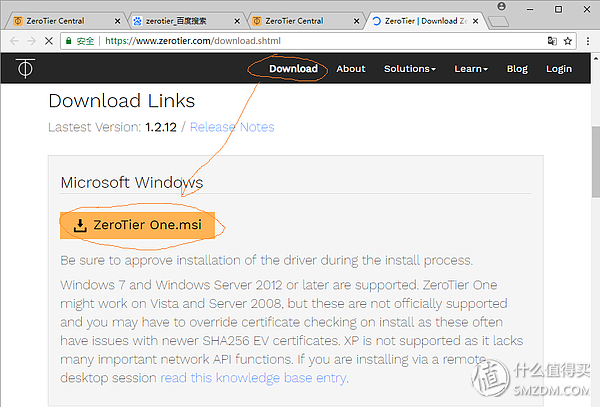 ZeroTier Central
zerotier_百度搜索
ZeroTier Central
ZeroTier | Download Ze
安全 | https://www.zerotier.com/download.shtml
Download About Solutions Learn Blog Login
Download Links
Lastest Version: 1.2.12 / Release Notes
Microsoft Windows
ZeroTier One.msi
Be sure to approve installation of the driver during the install process.
Windows 7 and Windows Server 2012 or later are supported. ZeroTier One
might work on Vista and Server 2008, but these are not officially supported
and you may have to override certificate checking on install as these often
have issues with newer SHA256 EV certificates. XP is not supported as it lacks
many important network API functions. If you are installing via a remote
desktop session read this knowledge base entry.
值 什么值得买
SMZDM.COM